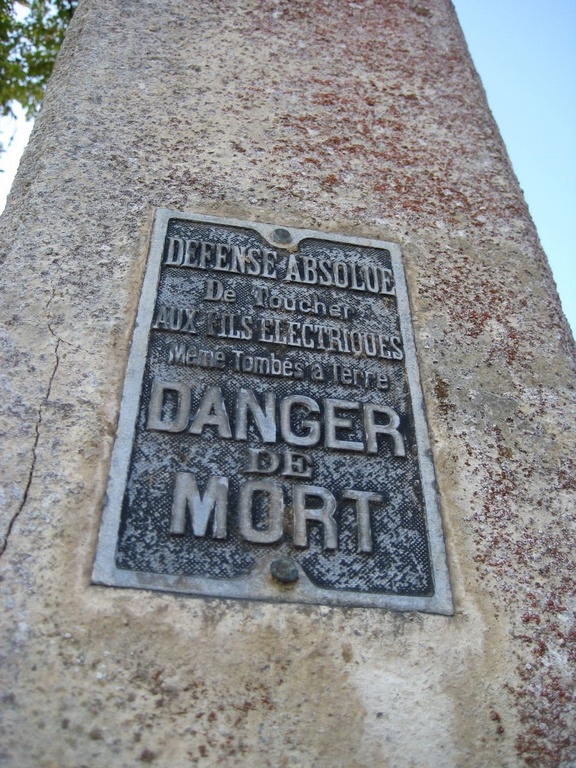 DEFENSE ABSOLUE
De Toucher
AUX FILS ELECTRIQUES
Même Tombés à Terre
DANGER
DE
MORT